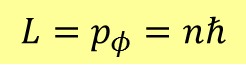 L = p_ϕ = nℏ